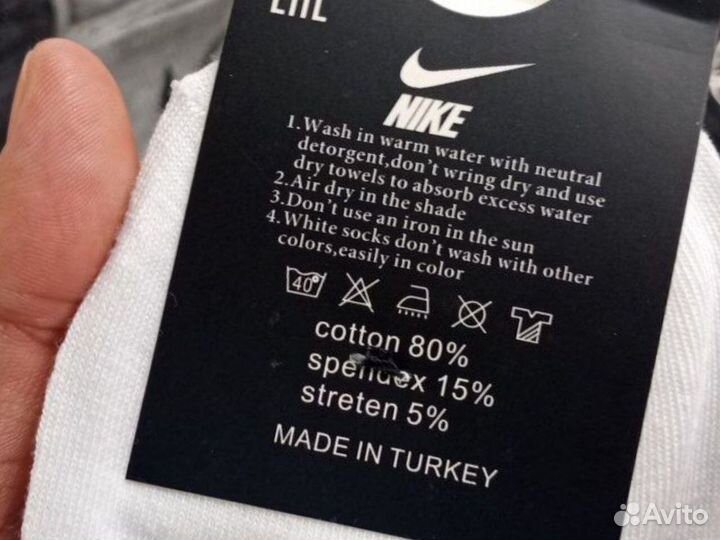 NIKE
1.Wash in warm water with neutral
detorgent,don't wring dry and use
dry towels to absorb excess water
2.Air dry in the shade
3.Don't use an iron in the sun
4.White socks don't wash with other
colors,easily in color
40°
cotton 80%
spendex 15%
streten 5%
MADE IN TURKEY
Avito